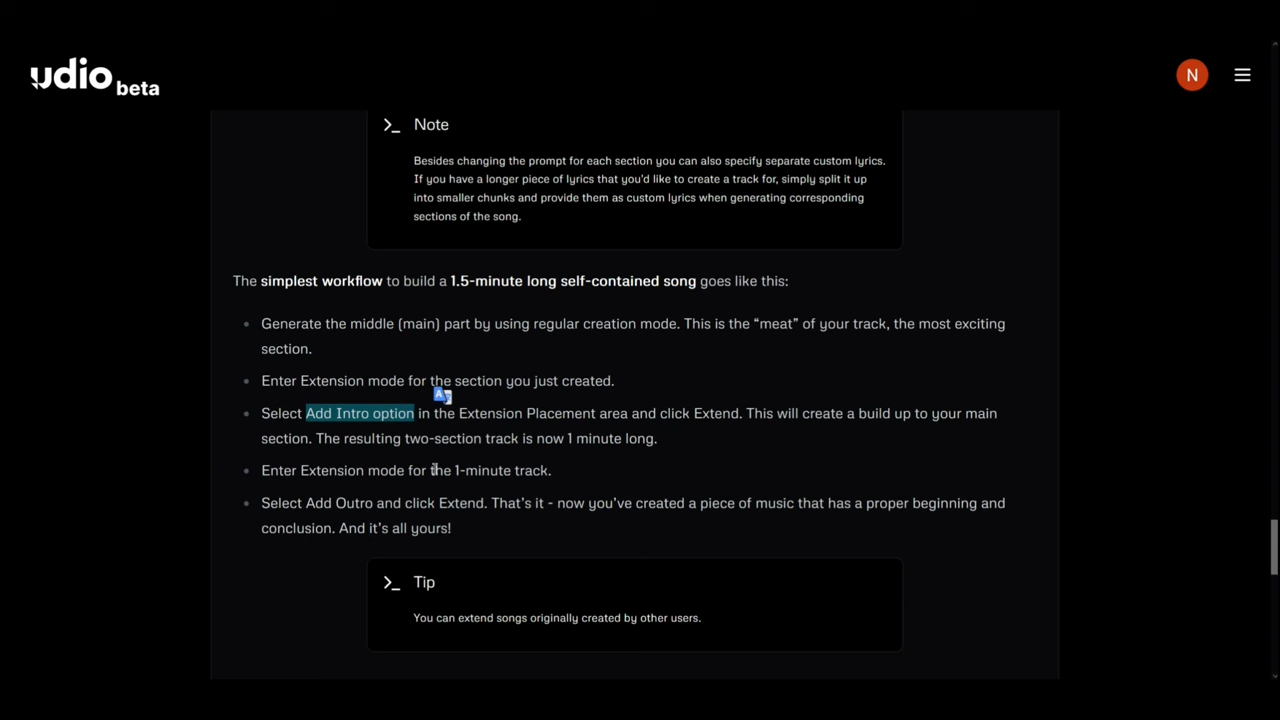 udio beta
N
>_ Note
Besides changing the prompt for each section you can also specify separate custom lyrics.
If you have a longer piece of lyrics that you'd like to create a track for, simply split it up
into smaller chunks and provide them as custom lyrics when generating corresponding
sections of the song.
The simplest workflow to build a 1.5-minute long self-contained song goes like this:
• Generate the middle (main) part by using regular creation mode. This is the “meat” of your track, the most exciting
section.
• Enter Extension mode for the section you just created.
• Select Add Intro option in the Extension Placement area and click Extend. This will create a build up to your main
section. The resulting two-section track is now 1 minute long.
• Enter Extension mode for the 1-minute track.
• Select Add Outro and click Extend. That’s it - now you’ve created a piece of music that has a proper beginning and
conclusion. And it’s all yours!
>_ Tip
You can extend songs originally created by other users.